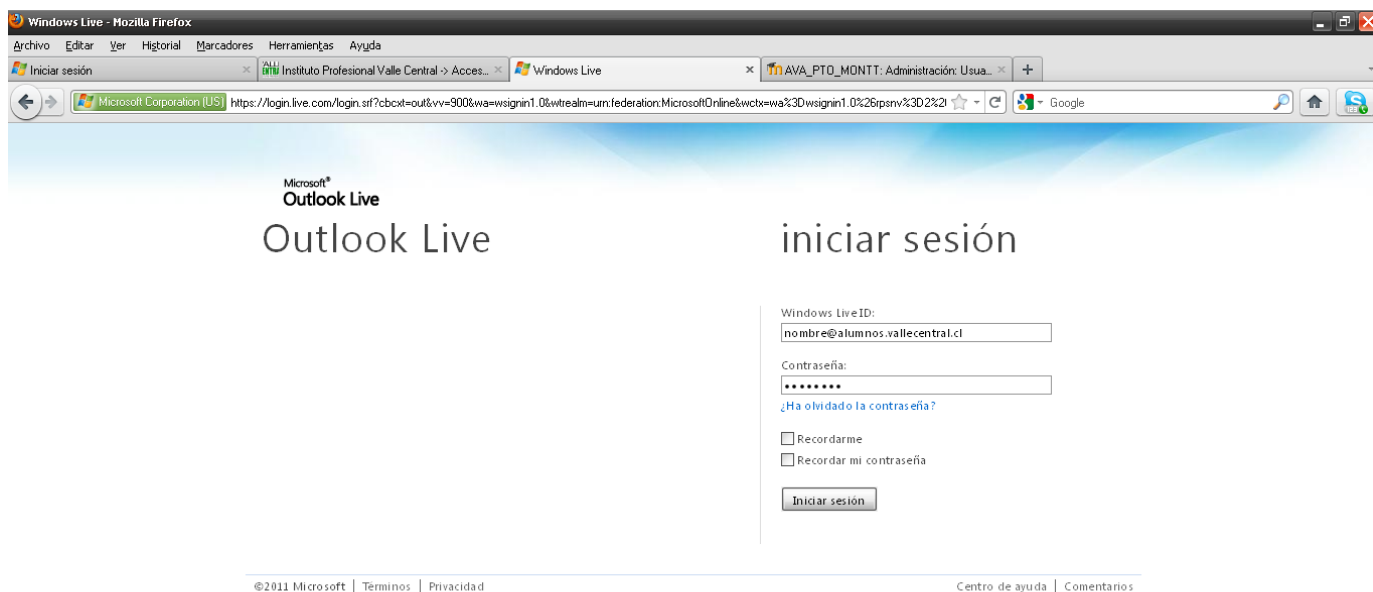 Windows Live - Mozilla Firefox
Archivo Editar Ver Historial Marcadores Herramientas Ayuda
Iniciar sesión Instituto Profesional Valle Central -> Acces... Windows Live AVA_PTO_MONTT: Administración: Usua... +
Microsoft Corporation (US) https://login.live.com/login.srf?cbcxt=out&vv=900&wa=wsignin1.0&wtrealm=urn:federation:MicrosoftOnline&wctx=wa%3Dwsignin1.0%26rpsnv%3D2%2 Google
Microsoft®
Outlook Live
Outlook Live
iniciar sesión
Windows Live ID:
nombre@alumnos.vallecentral.cl
Contraseña:
••••••••
¿Ha olvidado la contraseña?
Recordarme
Recordar mi contraseña
Iniciar sesión
©2011 Microsoft | Términos | Privacidad Centro de ayuda | Comentarios